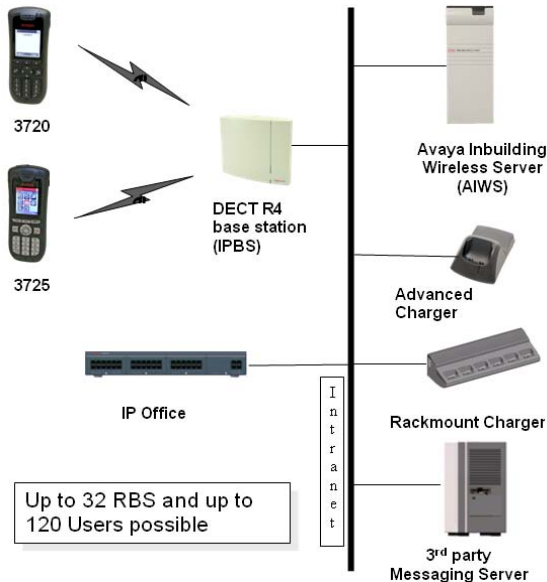 3720
3725
DECT R4
base station
(IPBS)
Avaya Inbuilding
Wireless Server
(AIWS)
Advanced
Charger
IP Office
Rackmount Charger
Intranet
Up to 32 RBS and up to
120 Users possible
3rd party
Messaging Server